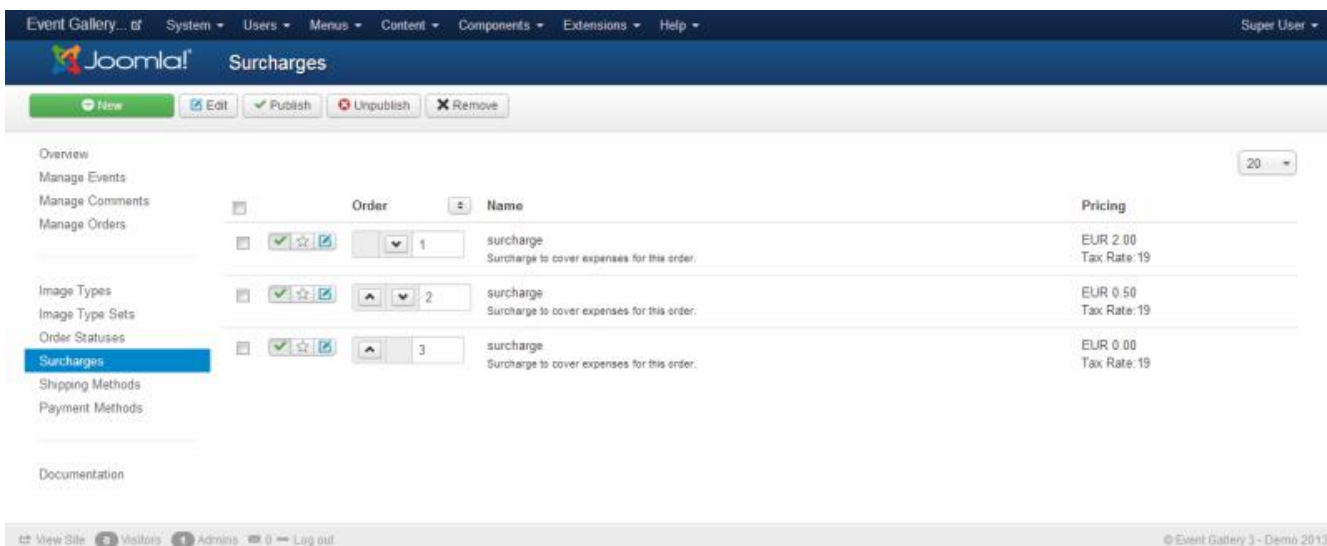 Event Gallery... System Users Menus Content Components Extensions Help Super User
Joomla! Surcharges
New Edit Publish Unpublish Remove
Overview
Manage Events
Manage Comments
Manage Orders
Image Types
Image Type Sets
Order Statuses
Surcharges
Shipping Methods
Payment Methods
Documentation
20
Order Name Pricing
1 surcharge EUR 2.00
Surcharge to cover expenses for this order. Tax Rate:19
2 surcharge EUR 0.50
Surcharge to cover expenses for this order. Tax Rate:19
3 surcharge EUR 0.00
Surcharge to cover expenses for this order. Tax Rate:19
View Site Visitors 1 Admins 0 Log out © Event Gallery 3 - Demo 2013